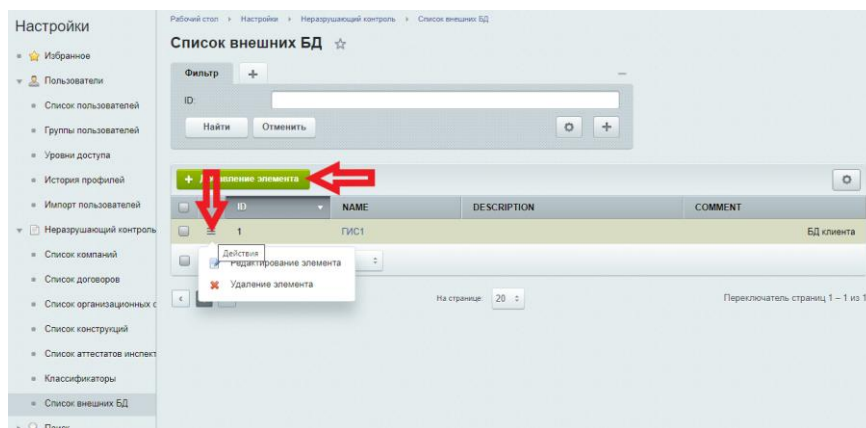 Настройки
Избранное
Пользователи
Список пользователей
Группы пользователей
Уровни доступа
История профилей
Импорт пользователей
Неразрушающий контроль
Список компаний
Список договоров
Список организационных с
Список конструкций
Список аттестатов инспект
Классификаторы
Список внешних БД
Рабочий стол Настройки Неразрушающий контроль Список внешних БД
Список внешних БД
Фильтр
ID:
Найти Отменить
элемента
ID NAME DESCRIPTION COMMENT
1 ГИС1 БД клиента
Действия
Редактирование элемента
Удаление элемента
На странице: 20 Переключатель страниц 1 – 1 из 1